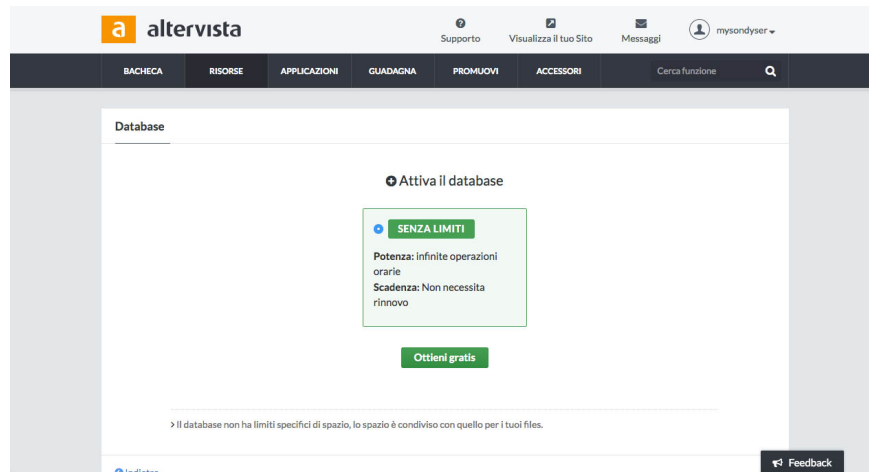 a altervista
Supporto
Visualizza il tuo Sito
Messaggi
mysondyser
BACHECA
RISORSE
APPLICAZIONI
GUADAGNA
PROMUOVI
ACCESSORI
Cerca funzione
Database
Attiva il database
SENZA LIMITI
Potenza: infinite operazioni
orarie
Scadenza: Non necessita
rinnovo
Ottieni gratis
> Il database non ha limiti specifici di spazio, lo spazio è condiviso con quello per i tuoi files.
Feedback